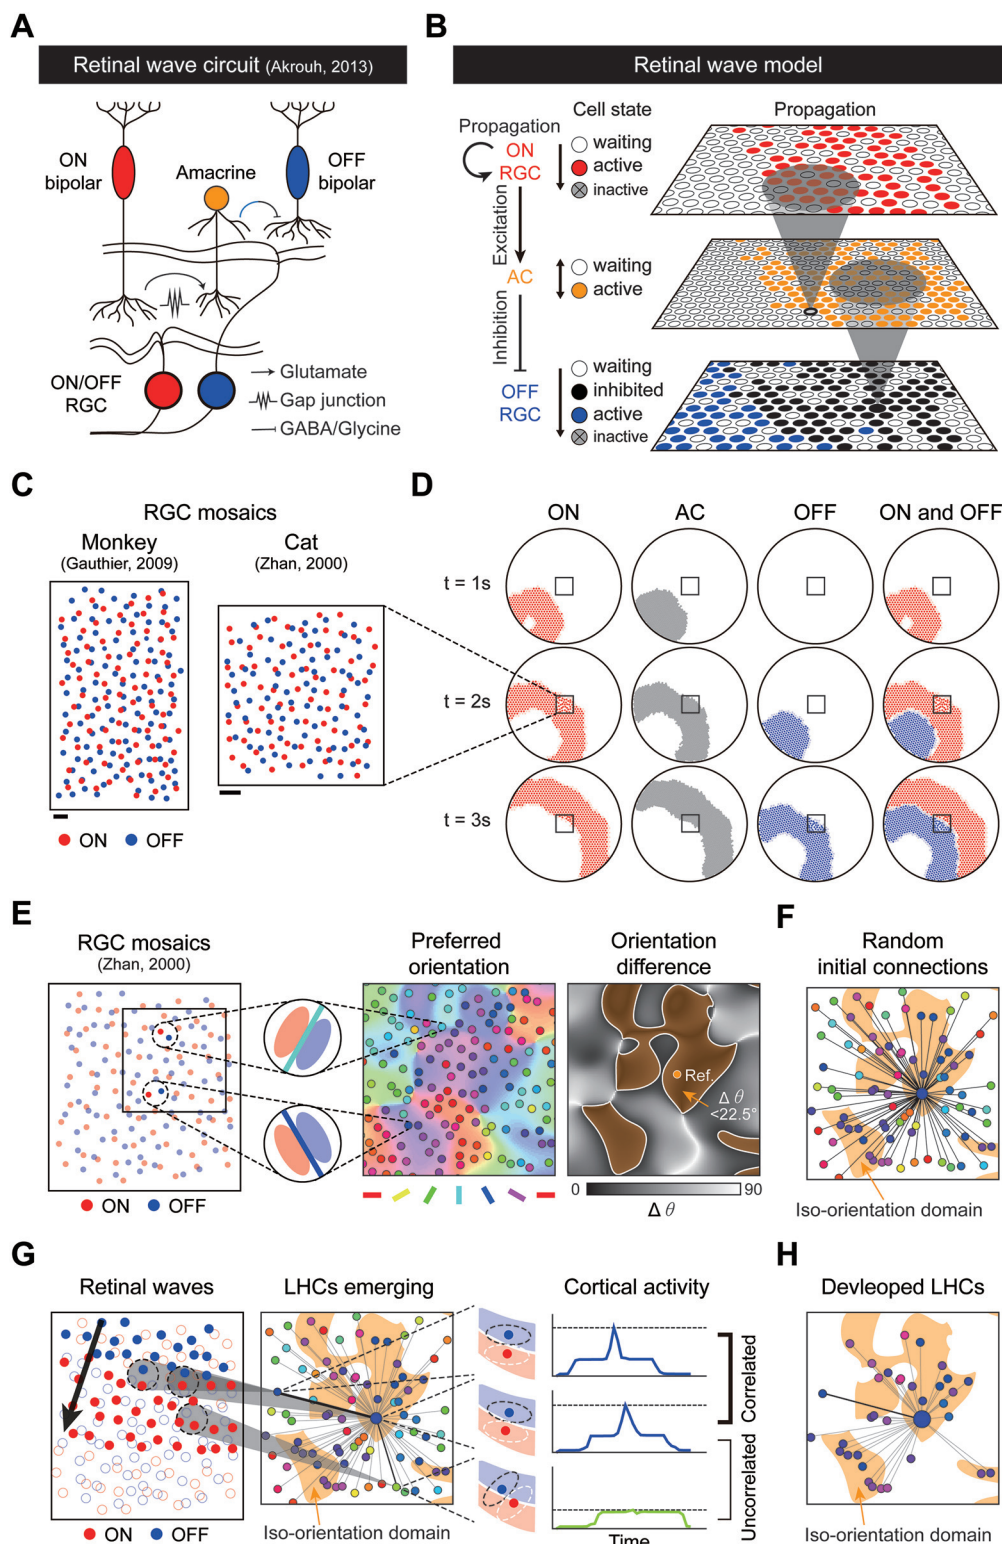 A
Retinal wave circuit (Akrouh, 2013)
ON
bipolar
Amacrine
OFF
bipolar
ON/OFF
RGC
Glutamate
Gap junction
GABA/Glycine
B
Retinal wave model
Cell state
Propagation
Propagation
ON
RGC
waiting
active
inactive
Excitation
AC
waiting
active
Inhibition
OFF
RGC
waiting
inhibited
active
inactive
C
RGC mosaics
Monkey
(Gauthier, 2009)
Cat
(Zhan, 2000)
ON OFF
D
ON AC OFF ON and OFF
t = 1s
t = 2s
t = 3s
E
RGC mosaics
(Zhan, 2000)
ON OFF
Preferred
orientation
Orientation
difference
Ref.
Δ θ
<22.5°
0 90
Δ θ
F
Random
initial connections
Iso-orientation domain
G
Retinal waves
ON OFF
LHCs emerging
Iso-orientation domain
Cortical activity
Correlated
Uncorrelated
Time
H
Devleoped LHCs
Iso-orientation domain